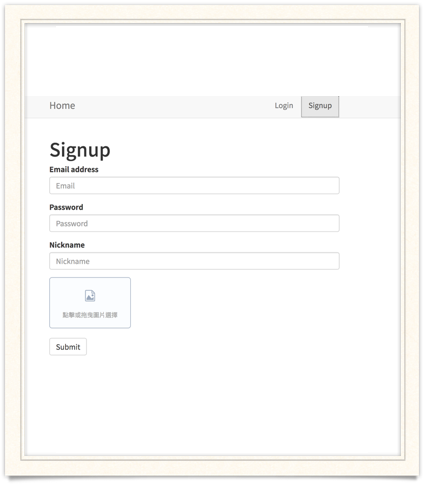 Home
Login
Signup
Signup
Email address
Email
Password
Password
Nickname
Nickname
點擊或拖曳圖片選擇
Submit